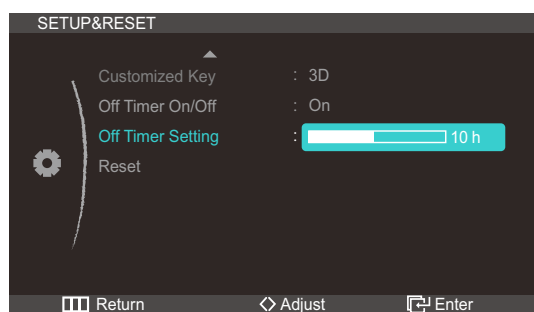 SETUP&RESET
Customized Key : 3D
Off Timer On/Off : On
Off Timer Setting : 10 h
Reset
Return Adjust Enter